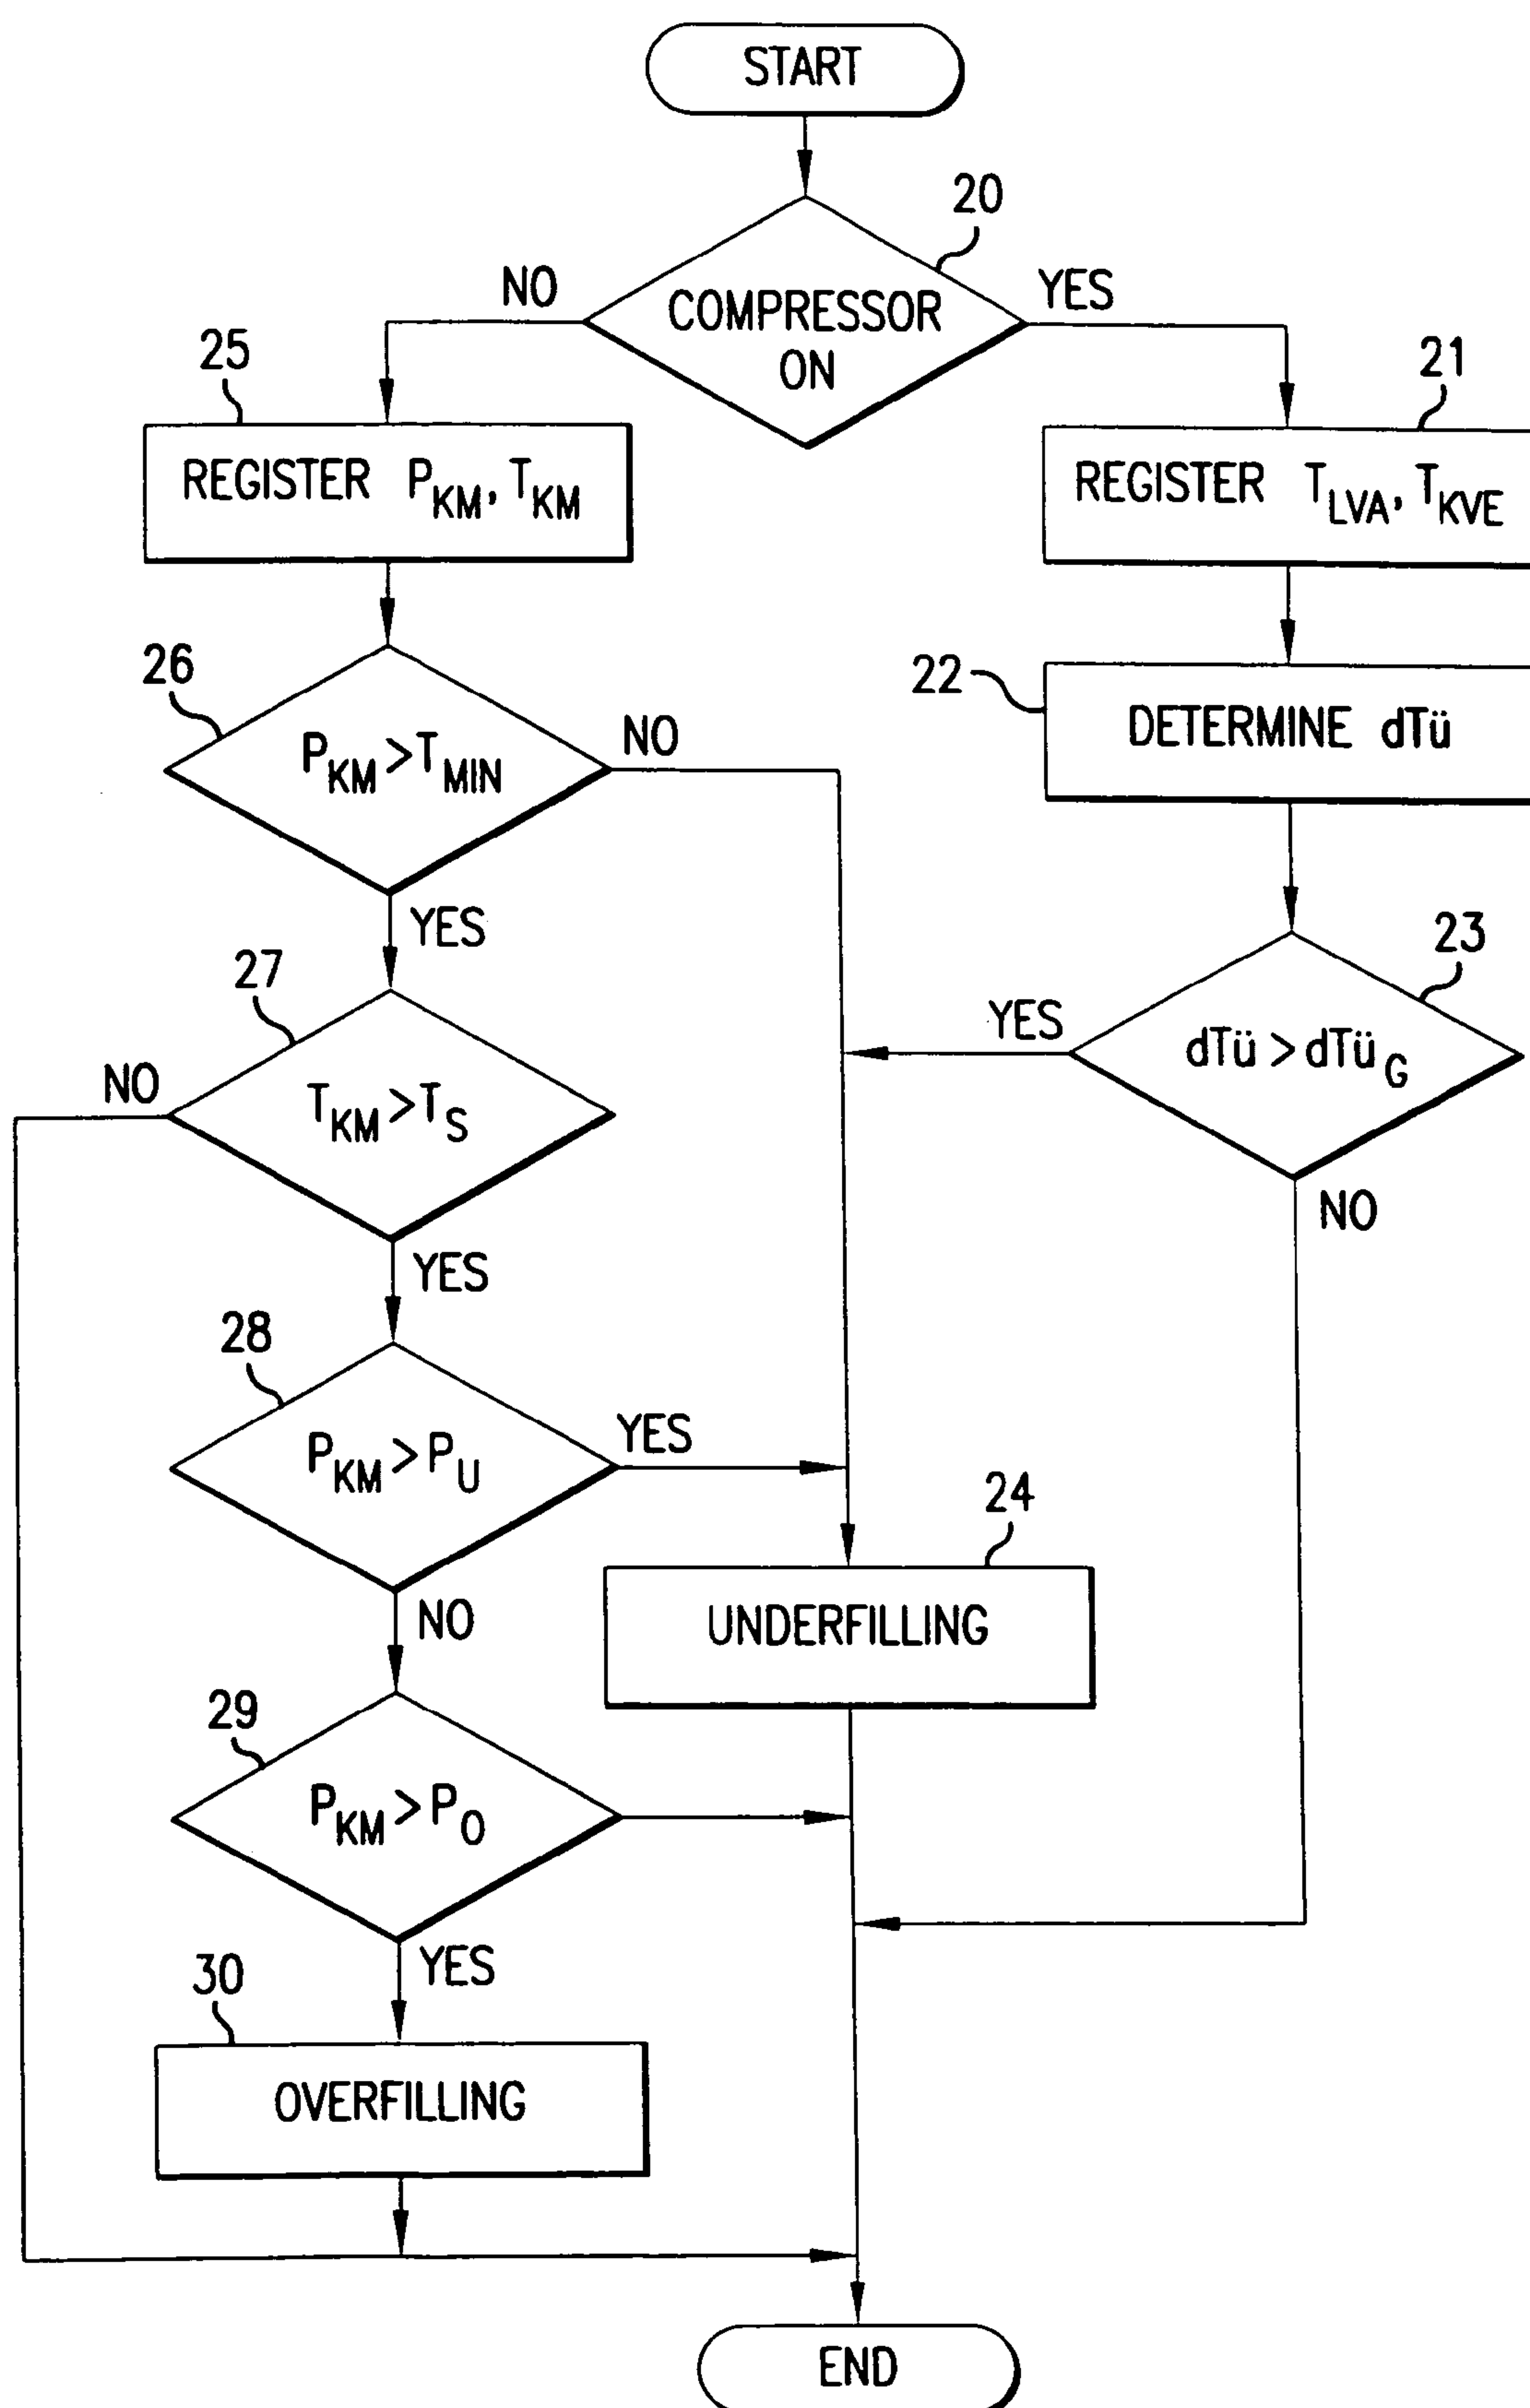 START
20
COMPRESSOR
ON
NO
YES
25
REGISTER P_KM, T_KM
21
REGISTER T_LVA, T_KVE
26
P_KM > T_MIN
NO
YES
22
DETERMINE dTü
23
dTü > dTü_G
YES
NO
27
T_KM > T_S
NO
YES
28
P_KM > P_U
YES
NO
24
UNDERFILLING
29
P_KM > P_O
YES
30
OVERFILLING
END